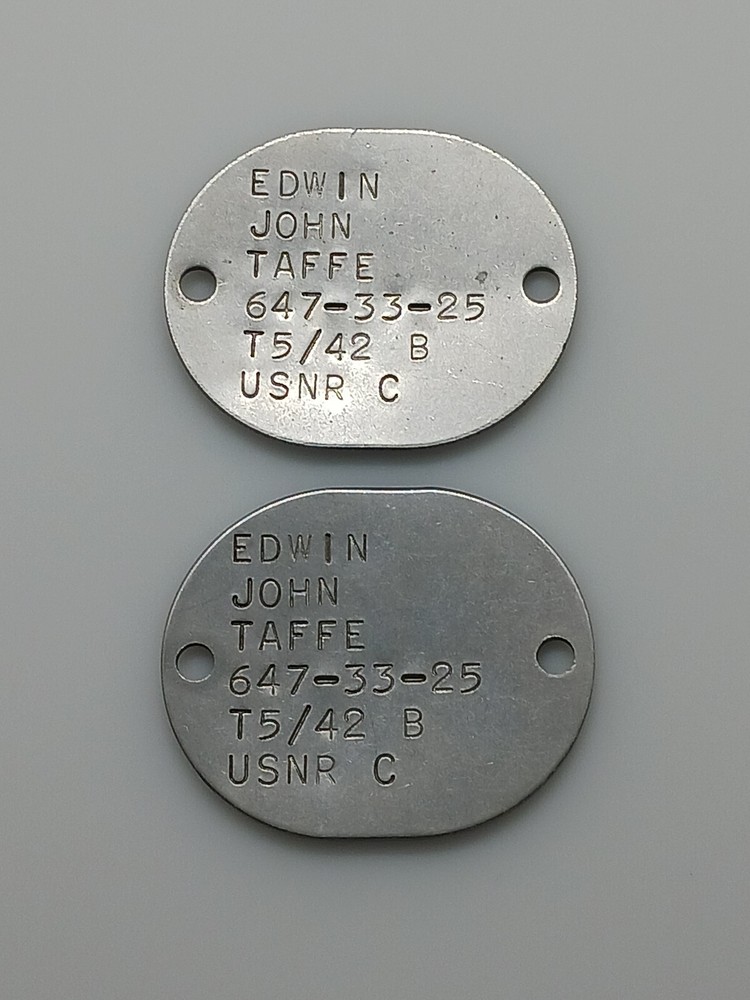 EDWIN
JOHN
TAFFE
647-33-25
T5/42 B
USNR C
EDWIN
JOHN
TAFFE
647-33-25
T5/42 B
USNR C